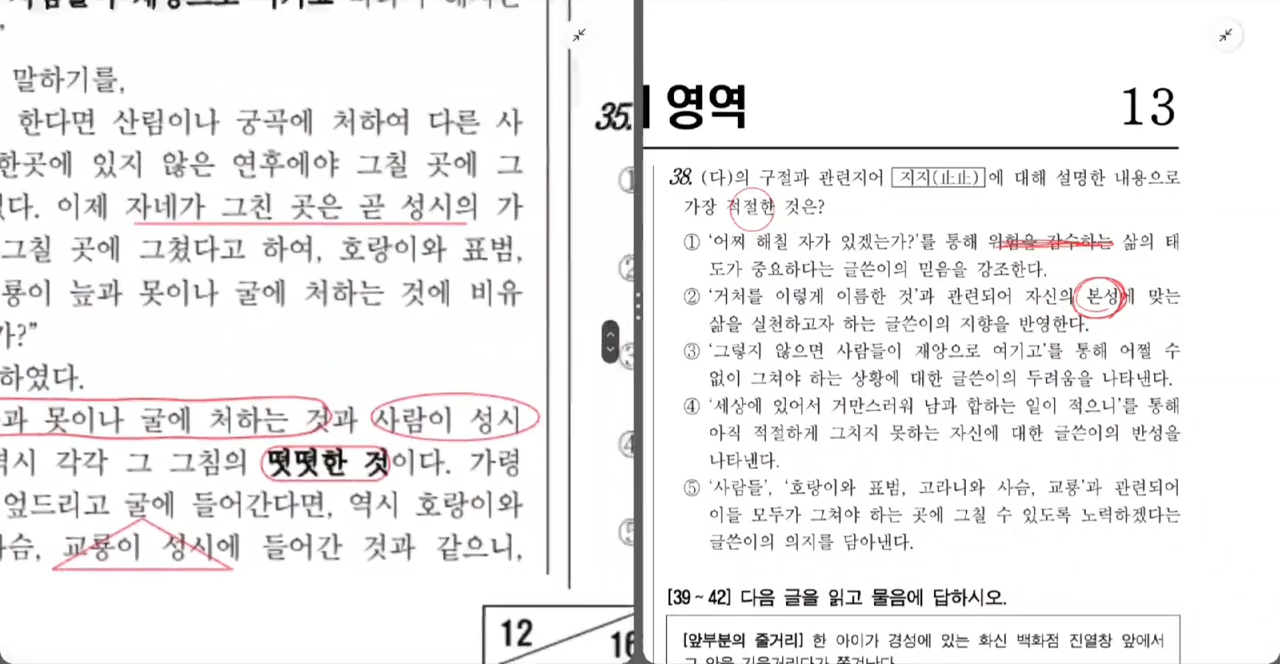 말하기를,
한다면 산림이나 궁곡에 처하여 다른 사
한곳에 있지 않은 연후에야 그칠 곳에 그
다. 이제 자네가 그친 곳은 곧 성시의 가
그칠 곳에 그쳤다고 하여, 호랑이와 표범,
룡이 늪과 못이나 굴에 처하는 것에 비유
가?”
하였다.
과 못이나 굴에 처하는 것과 사람이 성시
역시 각각 그 그침의 떳떳한 것이다. 가령
엎드리고 굴에 들어간다면, 역시 호랑이와
슴, 교룡이 성시에 들어간 것과 같으니,
12
16
35.
①
②
③
④
⑤
영역
13
38. (다)의 구절과 관련지어 지지(止止)에 대해 설명한 내용으로
가장 적절한 것은?
① ‘어찌 해칠 자가 있겠는가?’를 통해 위험을 감수하는 삶의 태
도가 중요하다는 글쓴이의 믿음을 강조한다.
② ‘거처를 이렇게 이름한 것’과 관련되어 자신의 본성에 맞는
삶을 실천하고자 하는 글쓴이의 지향을 반영한다.
③ ‘그렇지 않으면 사람들이 재앙으로 여기고’를 통해 어쩔 수
없이 그쳐야 하는 상황에 대한 글쓴이의 두려움을 나타낸다.
④ ‘세상에 있어서 거만스러워 남과 합하는 일이 적으니’를 통해
아직 적절하게 그치지 못하는 자신에 대한 글쓴이의 반성을
나타낸다.
⑤ ‘사람들’, ‘호랑이와 표범, 고라니와 사슴, 교룡’과 관련되어
이들 모두가 그쳐야 하는 곳에 그칠 수 있도록 노력하겠다는
글쓴이의 의지를 담아낸다.
[39~42] 다음 글을 읽고 물음에 답하시오.
[앞부분의 줄거리] 한 아이가 경성에 있는 화신 백화점 진열창 앞에서